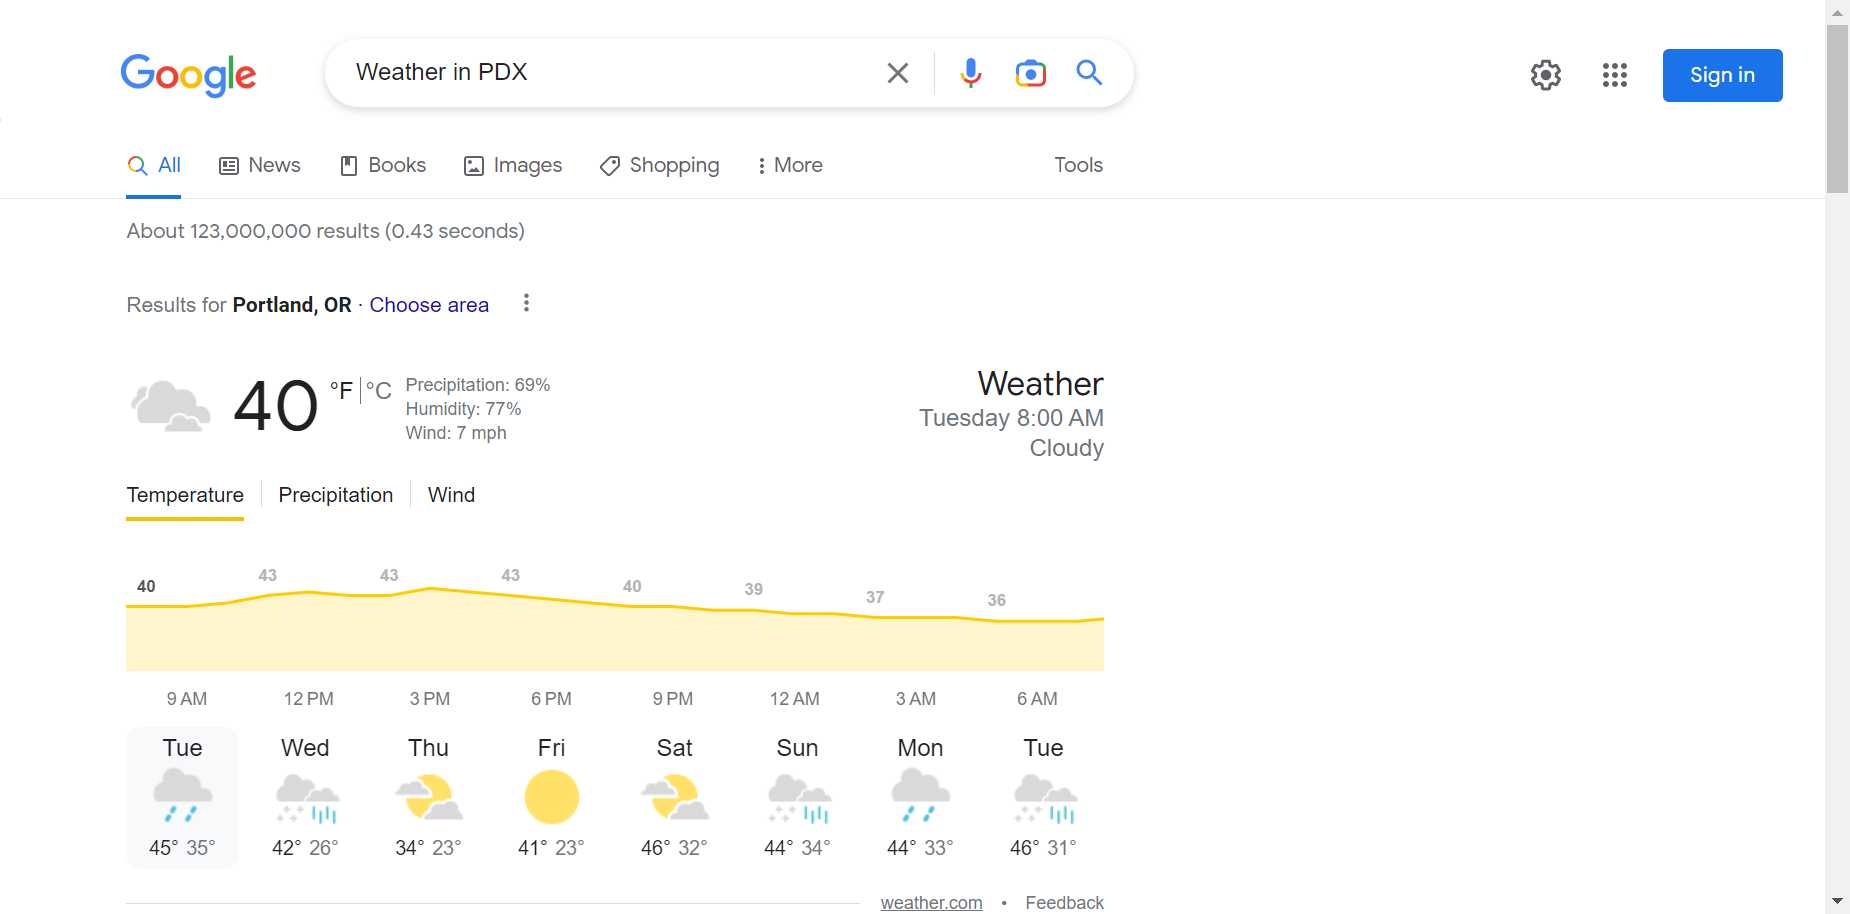 Google
Weather in PDX
Sign in
All
News
Books
Images
Shopping
More
Tools
About 123,000,000 results (0.43 seconds)
Results for Portland, OR · Choose area
40 °F | °C
Precipitation: 69%
Humidity: 77%
Wind: 7 mph
Weather
Tuesday 8:00 AM
Cloudy
Temperature
Precipitation
Wind
40 43 43 43 40 39 37 36
9 AM 12 PM 3 PM 6 PM 9 PM 12 AM 3 AM 6 AM
Tue Wed Thu Fri Sat Sun Mon Tue
45° 35° 42° 26° 34° 23° 41° 23° 46° 32° 44° 34° 44° 33° 46° 31°
weather.com • Feedback